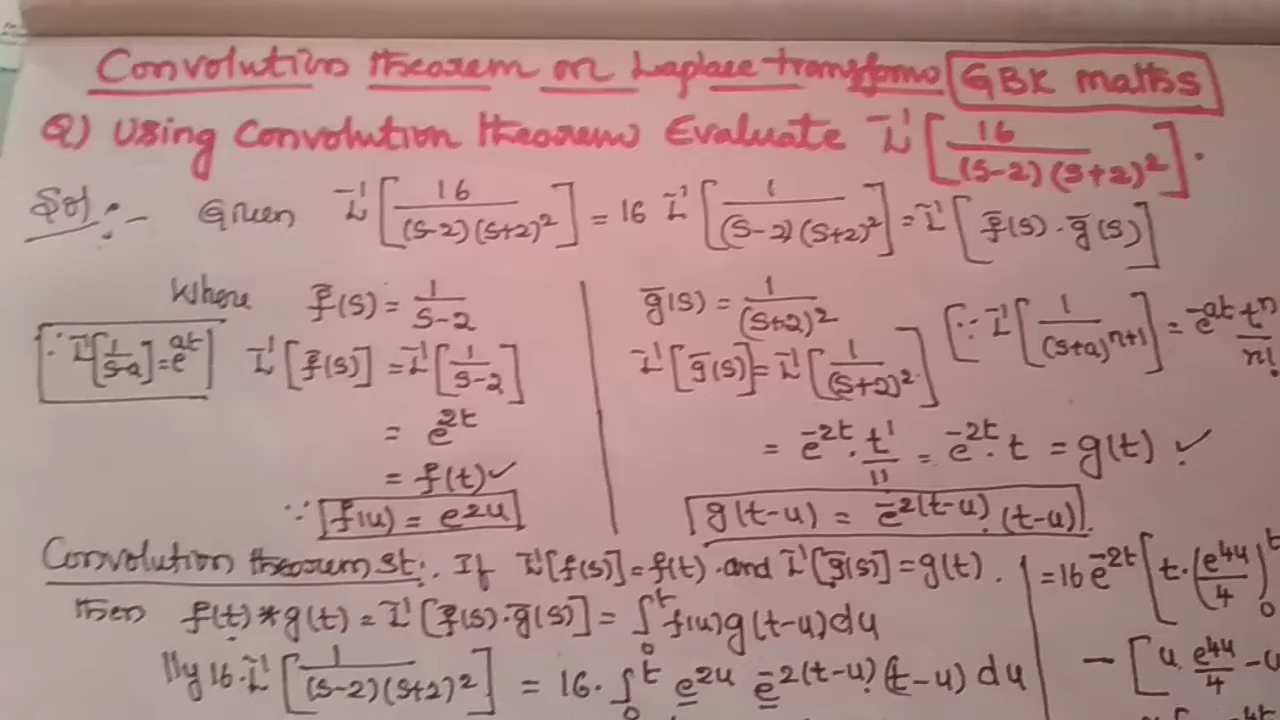 Convolution theorem on Laplace transforms GBK maths
Q) Using Convolution theorem Evaluate L⁻¹[16/((S-2)(S+2)²)].
Sol:- Given L⁻¹[16/((S-2)(S+2)²)] = 16 L⁻¹[1/((S-2)(S+2)²)] = L⁻¹[f̄(s)·ḡ(s)]
Where f̄(s) = 1/(S-2)
[∵ L⁻¹[1/(s-a)] = e^{at}] L⁻¹[f̄(s)] = L⁻¹[1/(S-2)]
= e^{2t}
= f(t) ✓
∵ f(u) = e^{2u}
ḡ(s) = 1/(S+2)²
L⁻¹[ḡ(s)] = L⁻¹[1/(S+2)²] [∵ L⁻¹[1/(s+a)^{n+1}] = e^{-at} t^n/n!
= e^{-2t}·t¹/1! = e^{-2t}·t = g(t) ✓
g(t-u) = e^{-2(t-u)}·(t-u)
Convolution theorem st:. If L⁻¹[f(s)] = f(t) and L⁻¹[ḡ(s)] = g(t).
then f(t)*g(t) = L⁻¹[f̄(s)·ḡ(s)] = ∫₀ᵗ f(u)g(t-u)du
lly 16·L⁻¹[1/((S-2)(S+2)²)] = 16·∫₀ᵗ e^{2u} e^{-2(t-u)}(t-u)du
= 16e^{-2t}[t·(e^{4u}/4)₀ᵗ
- [u e^{4u}/4 -